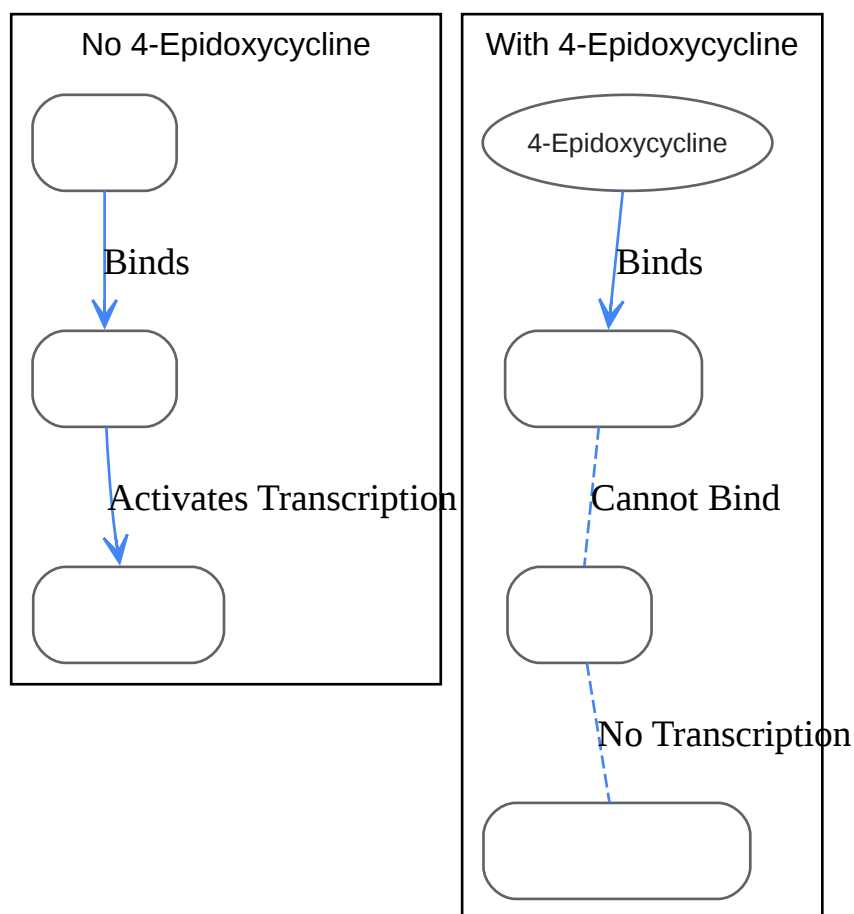 No 4-Epidoxycycline
Binds
Activates Transcription
With 4-Epidoxycycline
4-Epidoxycycline
Binds
Cannot Bind
No Transcription